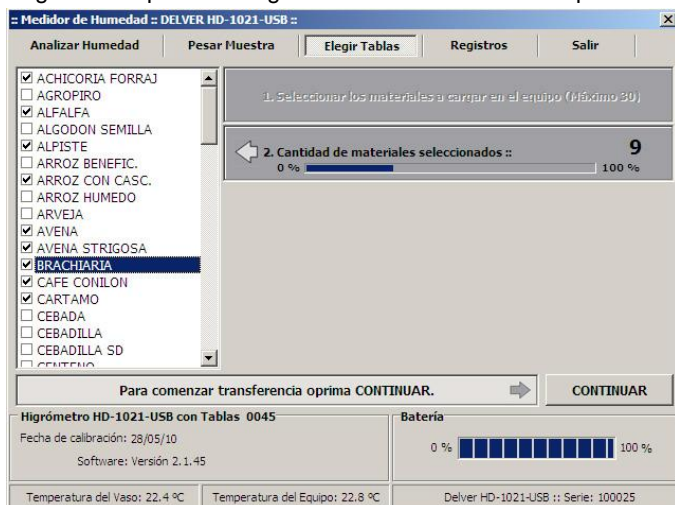 :: Medidor de Humedad :: DELVER HD-1021-USB ::
Analizar Humedad
Pesar Muestra
Elegir Tablas
Registros
Salir
ACHICORIA FORRAJ
AGROPIRO
ALFALFA
ALGODON SEMILLA
ALPISTE
ARROZ BENEFIC.
ARROZ CON CASC.
ARROZ HUMEDO
ARVEJA
AVENA
AVENA STRIGOSA
BRACHIARIA
CAFE CONILON
CARTAMO
CEBADA
CEBADILLA
CEBADILLA SD
CENTENO
1. Seleccionar los materiales a cargar en el equipo (Máximo 30)
2. Cantidad de materiales seleccionados :: 9
0 % 100 %
Para comenzar transferencia oprima CONTINUAR.
CONTINUAR
Higrómetro HD-1021-USB con Tablas 0045
Fecha de calibración: 28/05/10
Software: Versión 2.1.45
Batería
0 % 100 %
Temperatura del Vaso: 22.4 ºC
Temperatura del Equipo: 22.8 ºC
Delver HD-1021-USB :: Serie: 100025